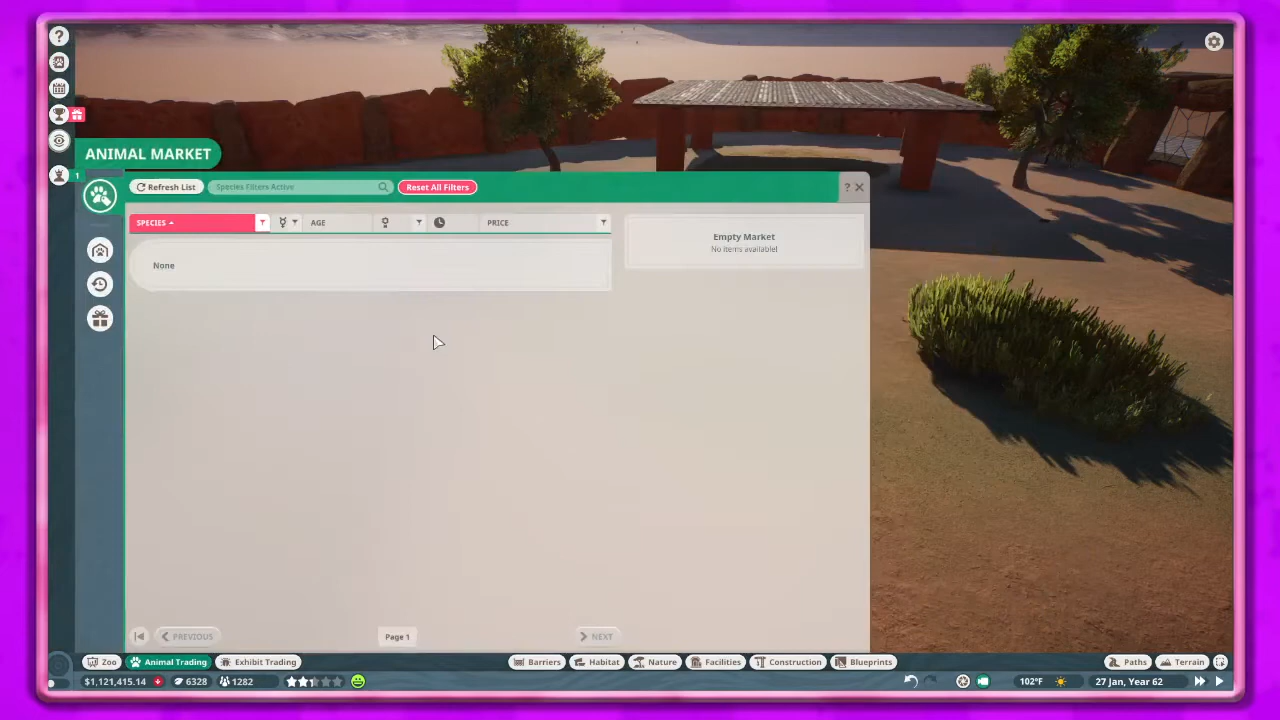 ANIMAL MARKET
1
Refresh List
Species Filters Active
Reset All Filters
?
SPECIES
AGE
PRICE
None
Empty Market
No items available!
PREVIOUS
Page 1
NEXT
Zoo
Animal Trading
Exhibit Trading
Barriers
Habitat
Nature
Facilities
Construction
Blueprints
Paths
Terrain
$1,121,415.14
6328
1282
102°F
27 Jan, Year 62